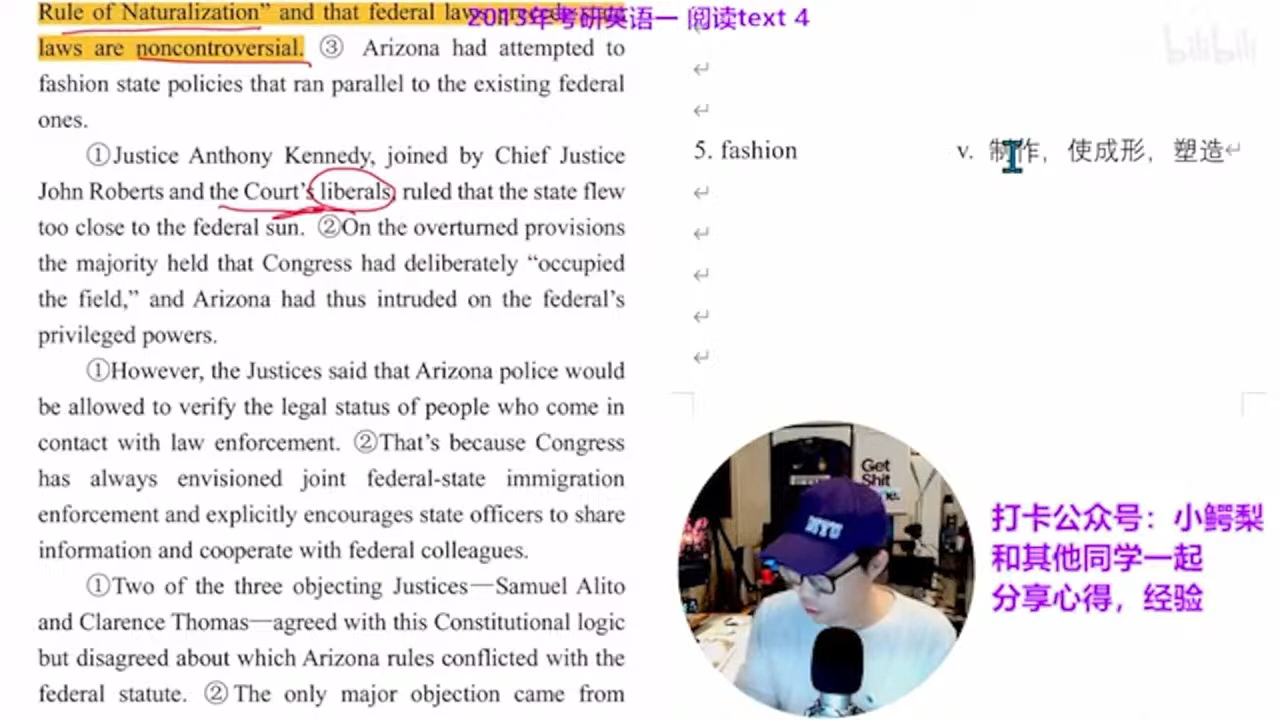 2013年考研英语一 阅读text 4
Rule of Naturalization” and that federal laws
laws are noncontroversial. ③ Arizona had attempted to
fashion state policies that ran parallel to the existing federal
ones.
①Justice Anthony Kennedy, joined by Chief Justice
John Roberts and the Court’s liberals, ruled that the state flew
too close to the federal sun. ②On the overturned provisions
the majority held that Congress had deliberately “occupied
the field,” and Arizona had thus intruded on the federal’s
privileged powers.
①However, the Justices said that Arizona police would
be allowed to verify the legal status of people who come in
contact with law enforcement. ②That’s because Congress
has always envisioned joint federal-state immigration
enforcement and explicitly encourages state officers to share
information and cooperate with federal colleagues.
①Two of the three objecting Justices—Samuel Alito
and Clarence Thomas—agreed with this Constitutional logic
but disagreed about which Arizona rules conflicted with the
federal statute. ②The only major objection came from
bilibili
5. fashion v. 制作，使成形，塑造
Get
Shit
NYU
打卡公众号：小鳄梨
和其他同学一起
分享心得，经验